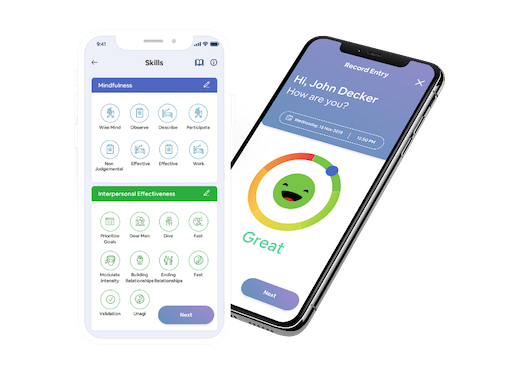 9:41
Skills
Mindfulness
Wise Mind Observe Describe Participate
Non Judgemental Effective Effective Work
Interpersonal Effectiveness
Prioritize Goals Dear Man Give Fast
Modulate Intensity Building Relationships Ending Relationships Fast
Validation Unagi
Next
Record Entry
Hi, John Decker
How are you?
Wednesday, 13 Nov 2019 12:50 PM
Great
Next